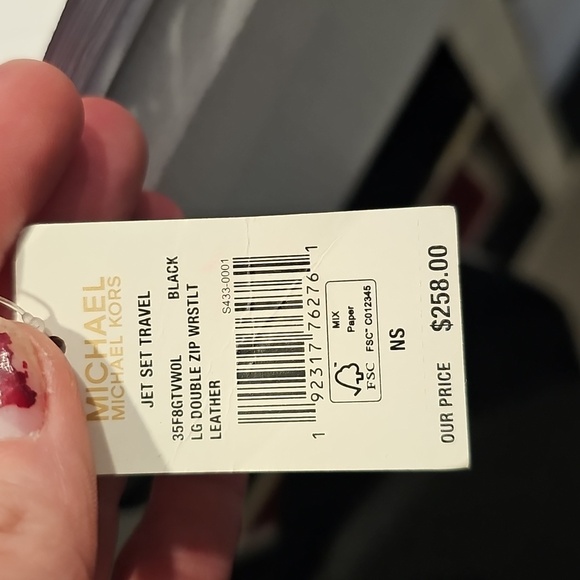 MICHAEL
MICHAEL KORS
JET SET TRAVEL
35F8GTVW0L BLACK
LG DOUBLE ZIP WRSTLT
LEATHER
S433-0001
1 92317 76276 1
FSC
MIX
Paper
FSC™ C012345
NS
OUR PRICE $258.00